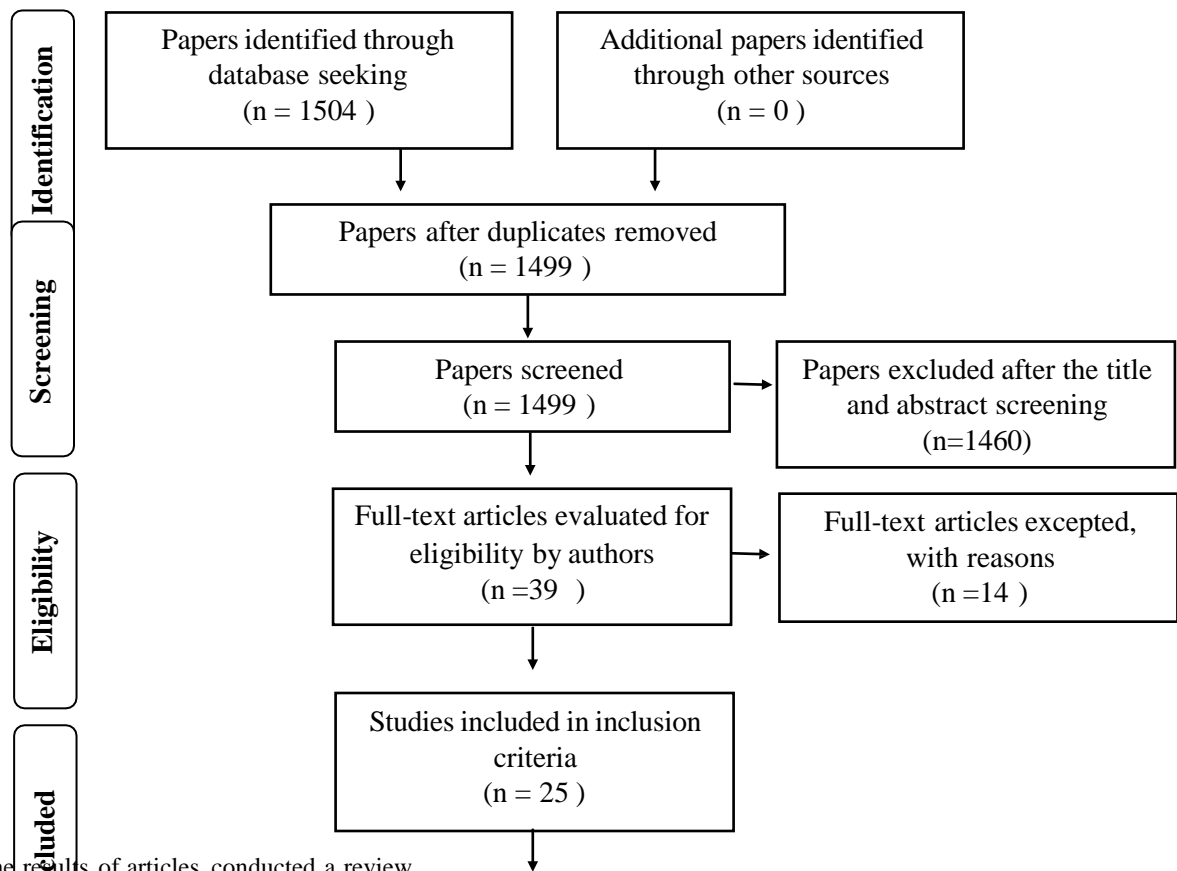 Identification
Papers identified through
database seeking
(n = 1504 )
Additional papers identified
through other sources
(n = 0 )
Papers after duplicates removed
(n = 1499 )
Screening
Papers screened
(n = 1499 )
Papers excluded after the title
and abstract screening
(n=1460)
Eligibility
Full-text articles evaluated for
eligibility by authors
(n =39 )
Full-text articles excepted,
with reasons
(n =14 )
Studies included in inclusion
criteria
(n = 25 )
results of articles conducted a review